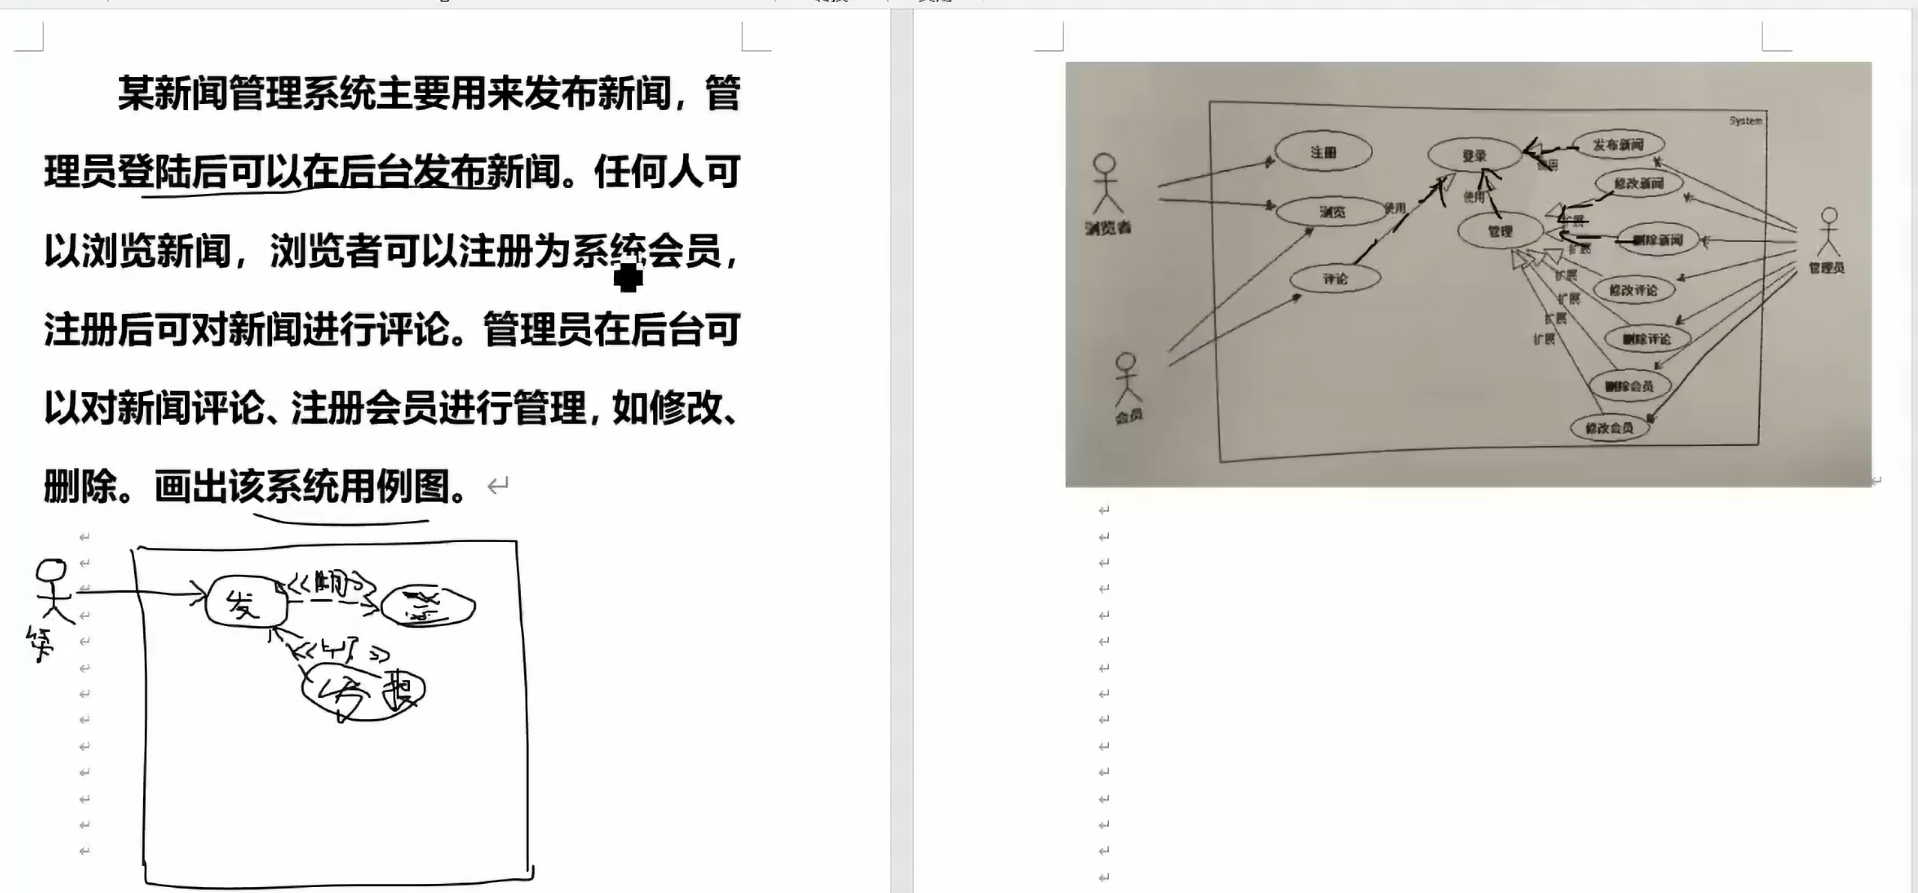 某新闻管理系统主要用来发布新闻，管
理员登陆后可以在后台发布新闻。任何人可
以浏览新闻，浏览者可以注册为系统会员，
注册后可对新闻进行评论。管理员在后台可
以对新闻评论、注册会员进行管理，如修改、
删除。画出该系统用例图。
发
System
注册
登录
发布新闻
使用
修改新闻
浏览者
浏览
使用
使用
扩展
管理
删除新闻
扩展
管理员
评论
扩展
修改评论
扩展
扩展
删除评论
扩展
会员
删除会员
修改会员